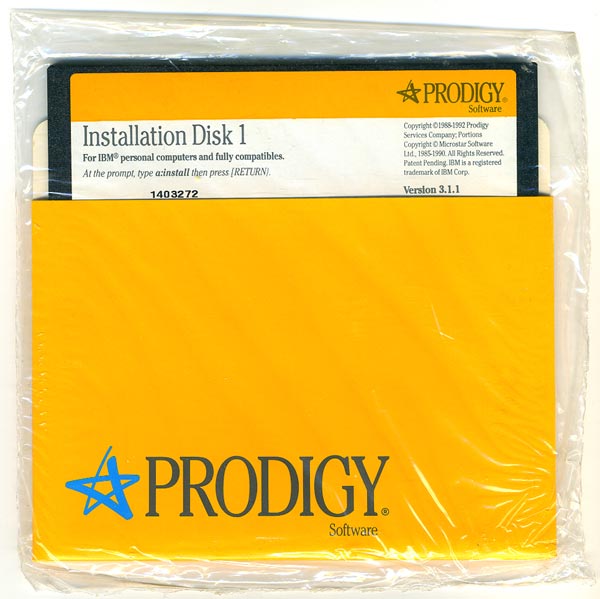 PRODIGY®
Software
Installation Disk 1
For IBM® personal computers and fully compatibles.
At the prompt, type a:install then press [RETURN].
1403272
Copyright ©1988-1992 Prodigy
Services Company; Portions
Copyright © Microstar Software
Ltd., 1985-1990. All Rights Reserved.
Patent Pending. IBM is a registered
trademark of IBM Corp.
Version 3.1.1
PRODIGY®
Software